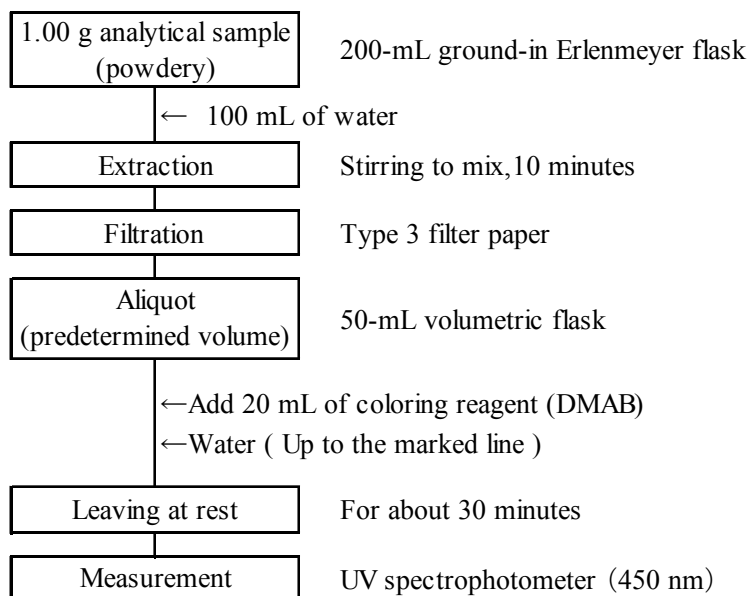 1.00 g analytical sample
(powdery)
200-mL ground-in Erlenmeyer flask
← 100 mL of water
Extraction
Stirring to mix,10 minutes
Filtration
Type 3 filter paper
Aliquot
(predetermined volume)
50-mL volumetric flask
←Add 20 mL of coloring reagent (DMAB)
←Water ( Up to the marked line )
Leaving at rest
For about 30 minutes
Measurement
UV spectrophotometer (450 nm)